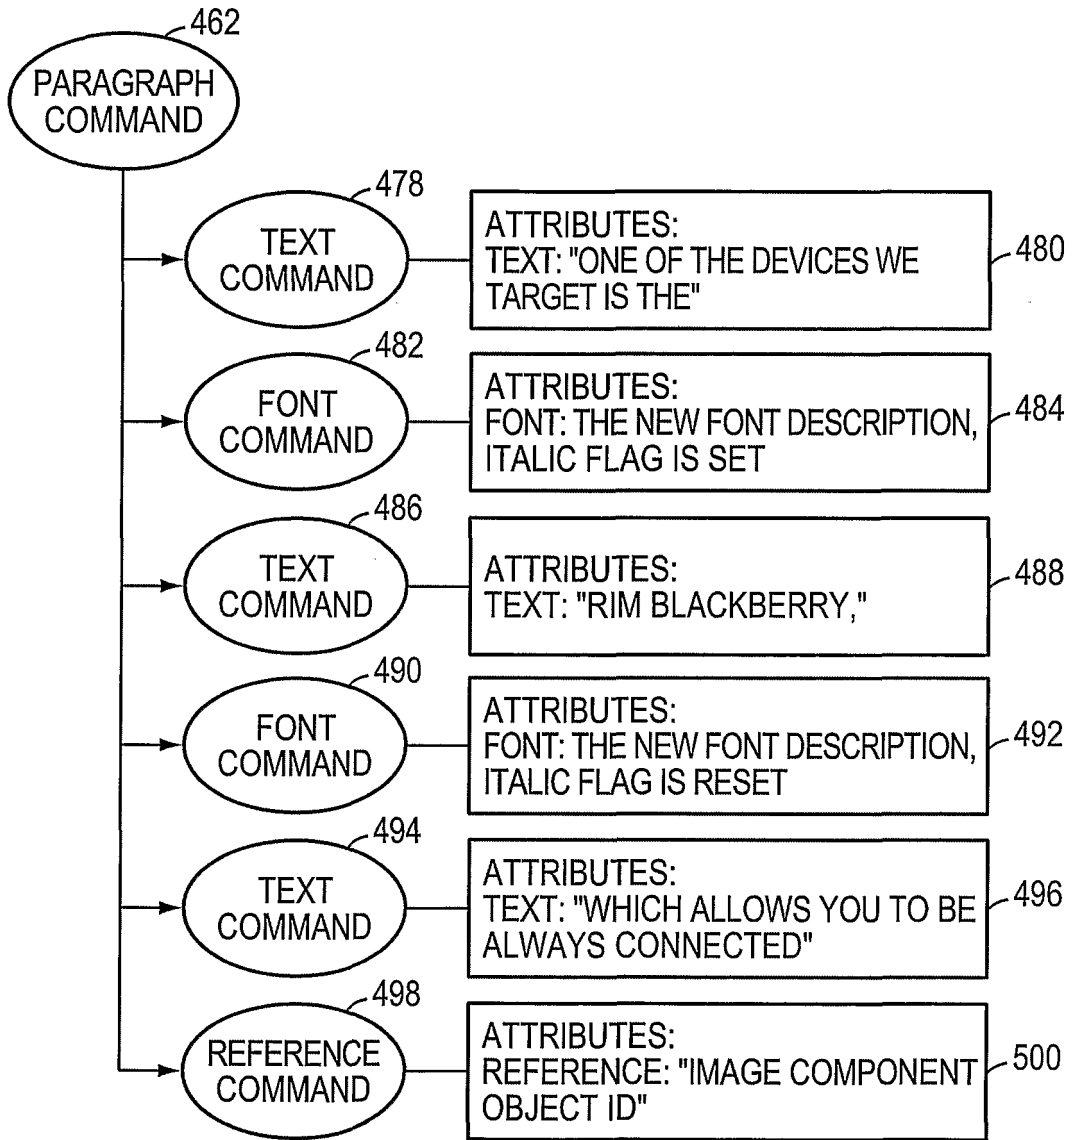 462
PARAGRAPH
COMMAND
478
TEXT
COMMAND
ATTRIBUTES:
TEXT: "ONE OF THE DEVICES WE
TARGET IS THE"
480
482
FONT
COMMAND
ATTRIBUTES:
FONT: THE NEW FONT DESCRIPTION,
ITALIC FLAG IS SET
484
486
TEXT
COMMAND
ATTRIBUTES:
TEXT: "RIM BLACKBERRY,"
488
490
FONT
COMMAND
ATTRIBUTES:
FONT: THE NEW FONT DESCRIPTION,
ITALIC FLAG IS RESET
492
494
TEXT
COMMAND
ATTRIBUTES:
TEXT: "WHICH ALLOWS YOU TO BE
ALWAYS CONNECTED"
496
498
REFERENCE
COMMAND
ATTRIBUTES:
REFERENCE: "IMAGE COMPONENT
OBJECT ID"
500